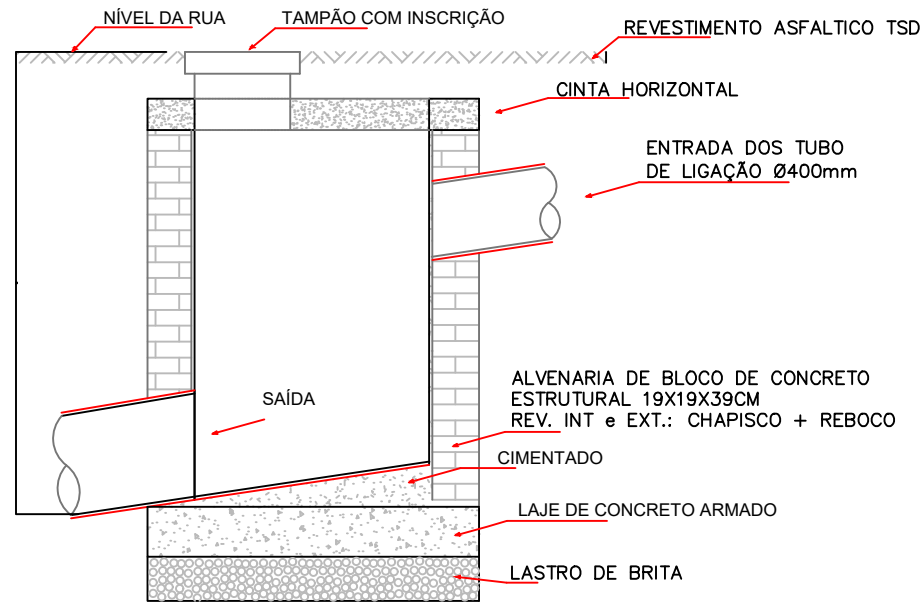 NÍVEL DA RUA
TAMPÃO COM INSCRIÇÃO
REVESTIMENTO ASFALTICO TSD
CINTA HORIZONTAL
ENTRADA DOS TUBO
DE LIGAÇÃO Ø400mm
SAÍDA
ALVENARIA DE BLOCO DE CONCRETO
ESTRUTURAL 19X19X39CM
REV. INT e EXT.: CHAPISCO + REBOCO
CIMENTADO
LAJE DE CONCRETO ARMADO
LASTRO DE BRITA